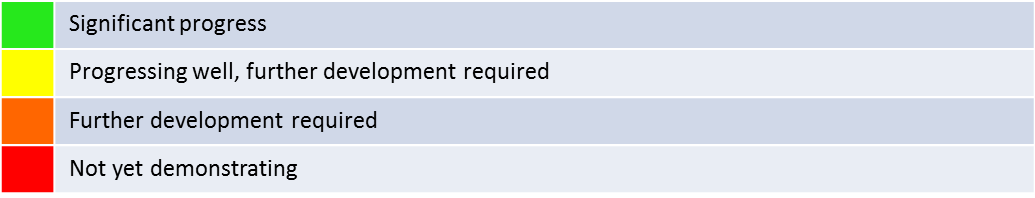 Significant progress
Progressing well, further development required
Further development required
Not yet demonstrating